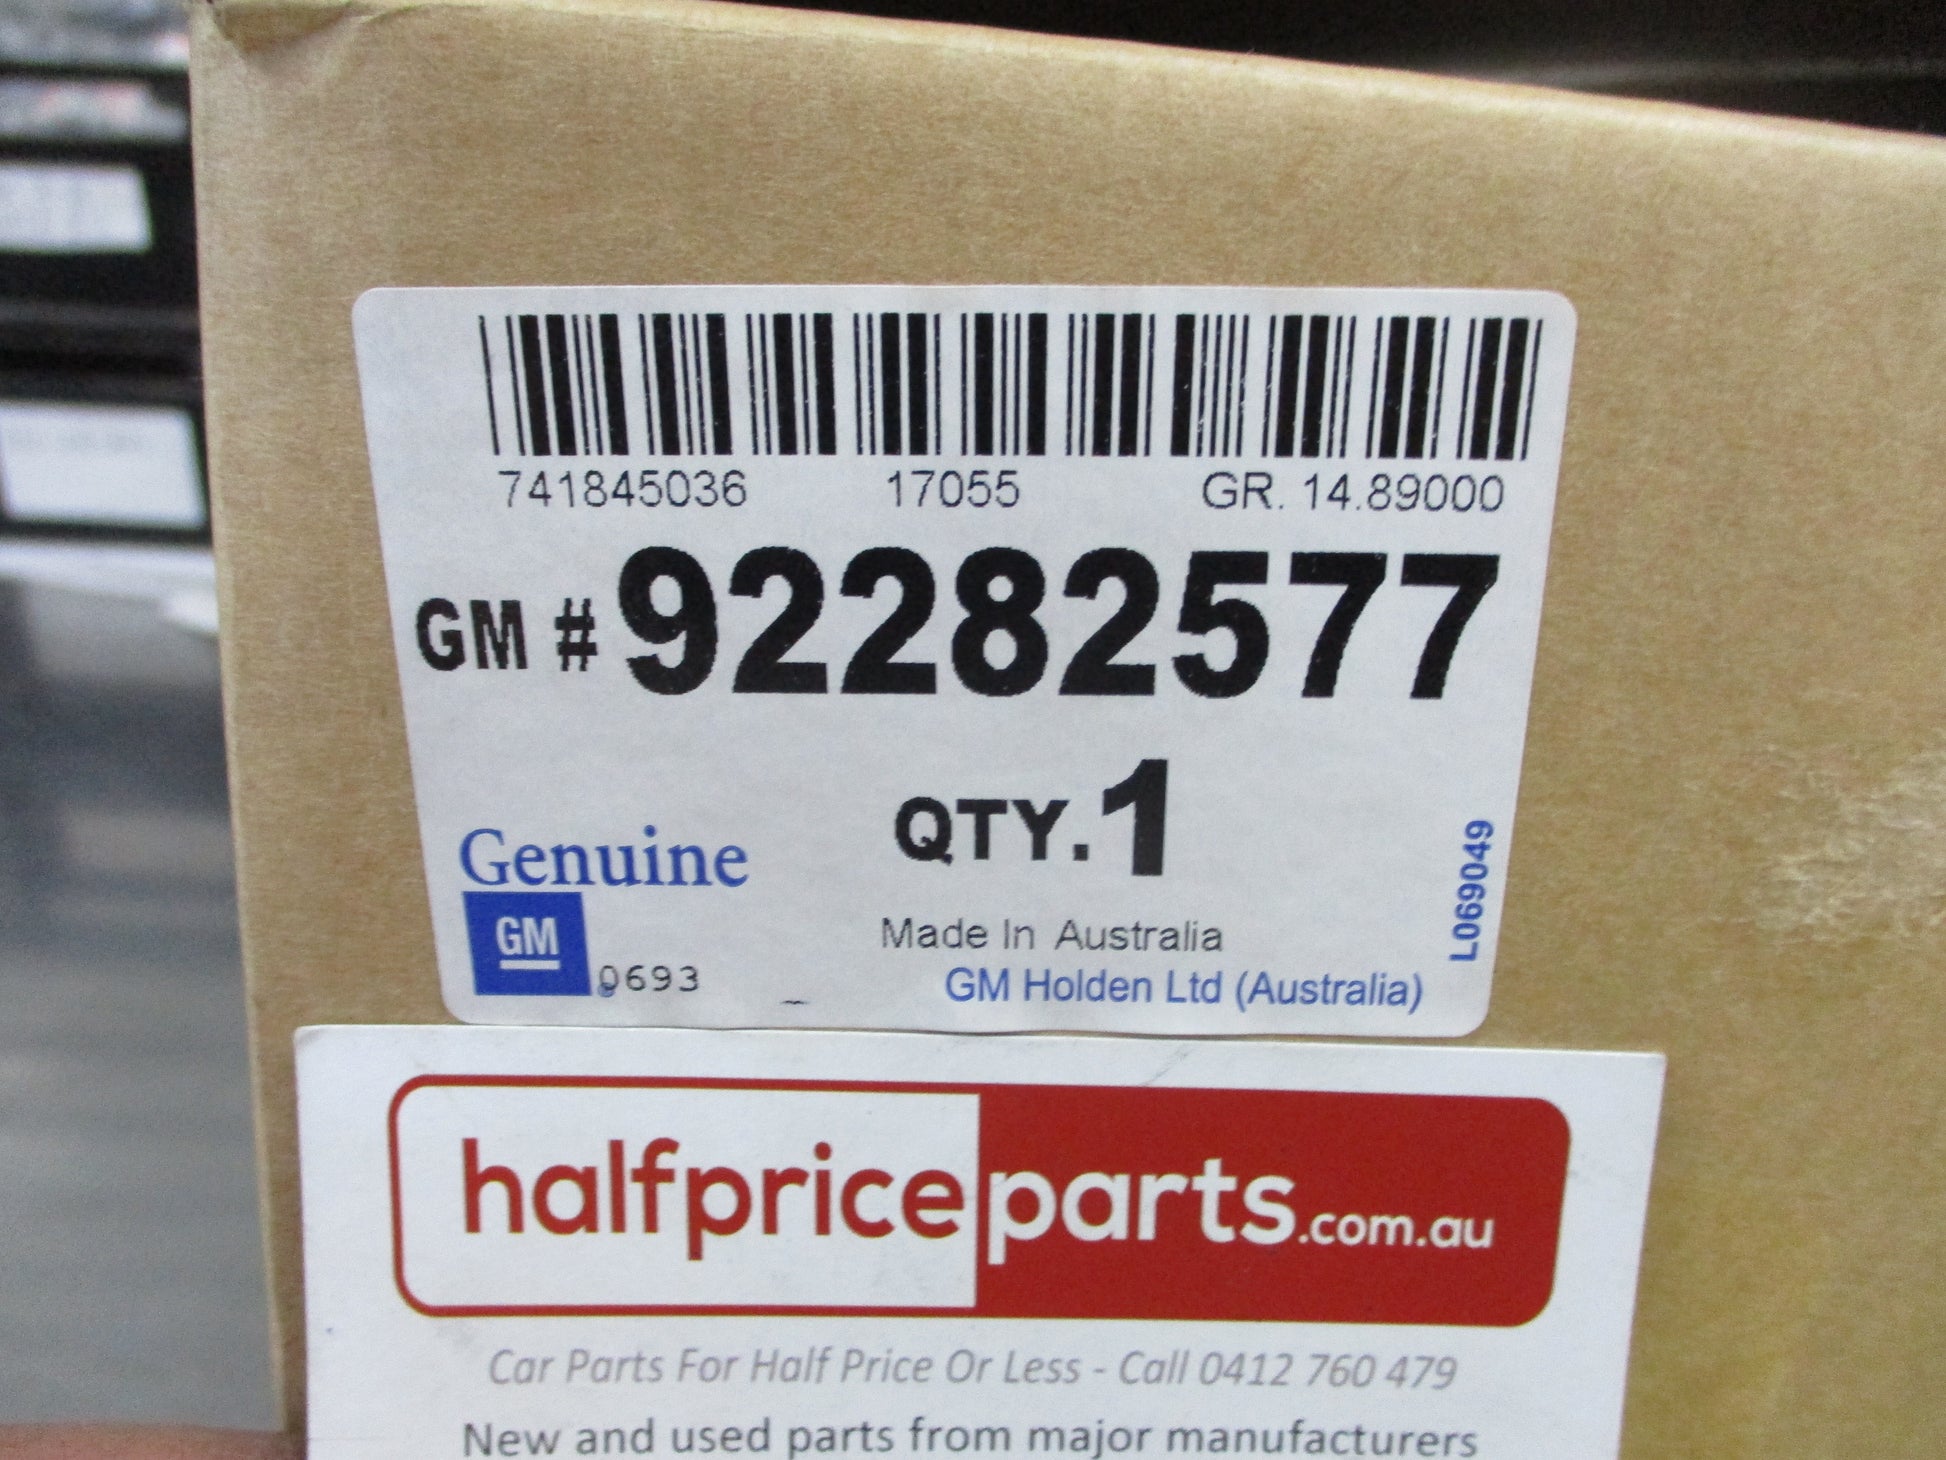 741845036 17055 GR. 14.89000
GM # 92282577
QTY. 1
Genuine
GM
0693
Made In Australia
GM Holden Ltd (Australia)
L069049
halfpriceparts.com.au
Car Parts For Half Price Or Less - Call 0412 760 479
New and used parts from major manufacturers